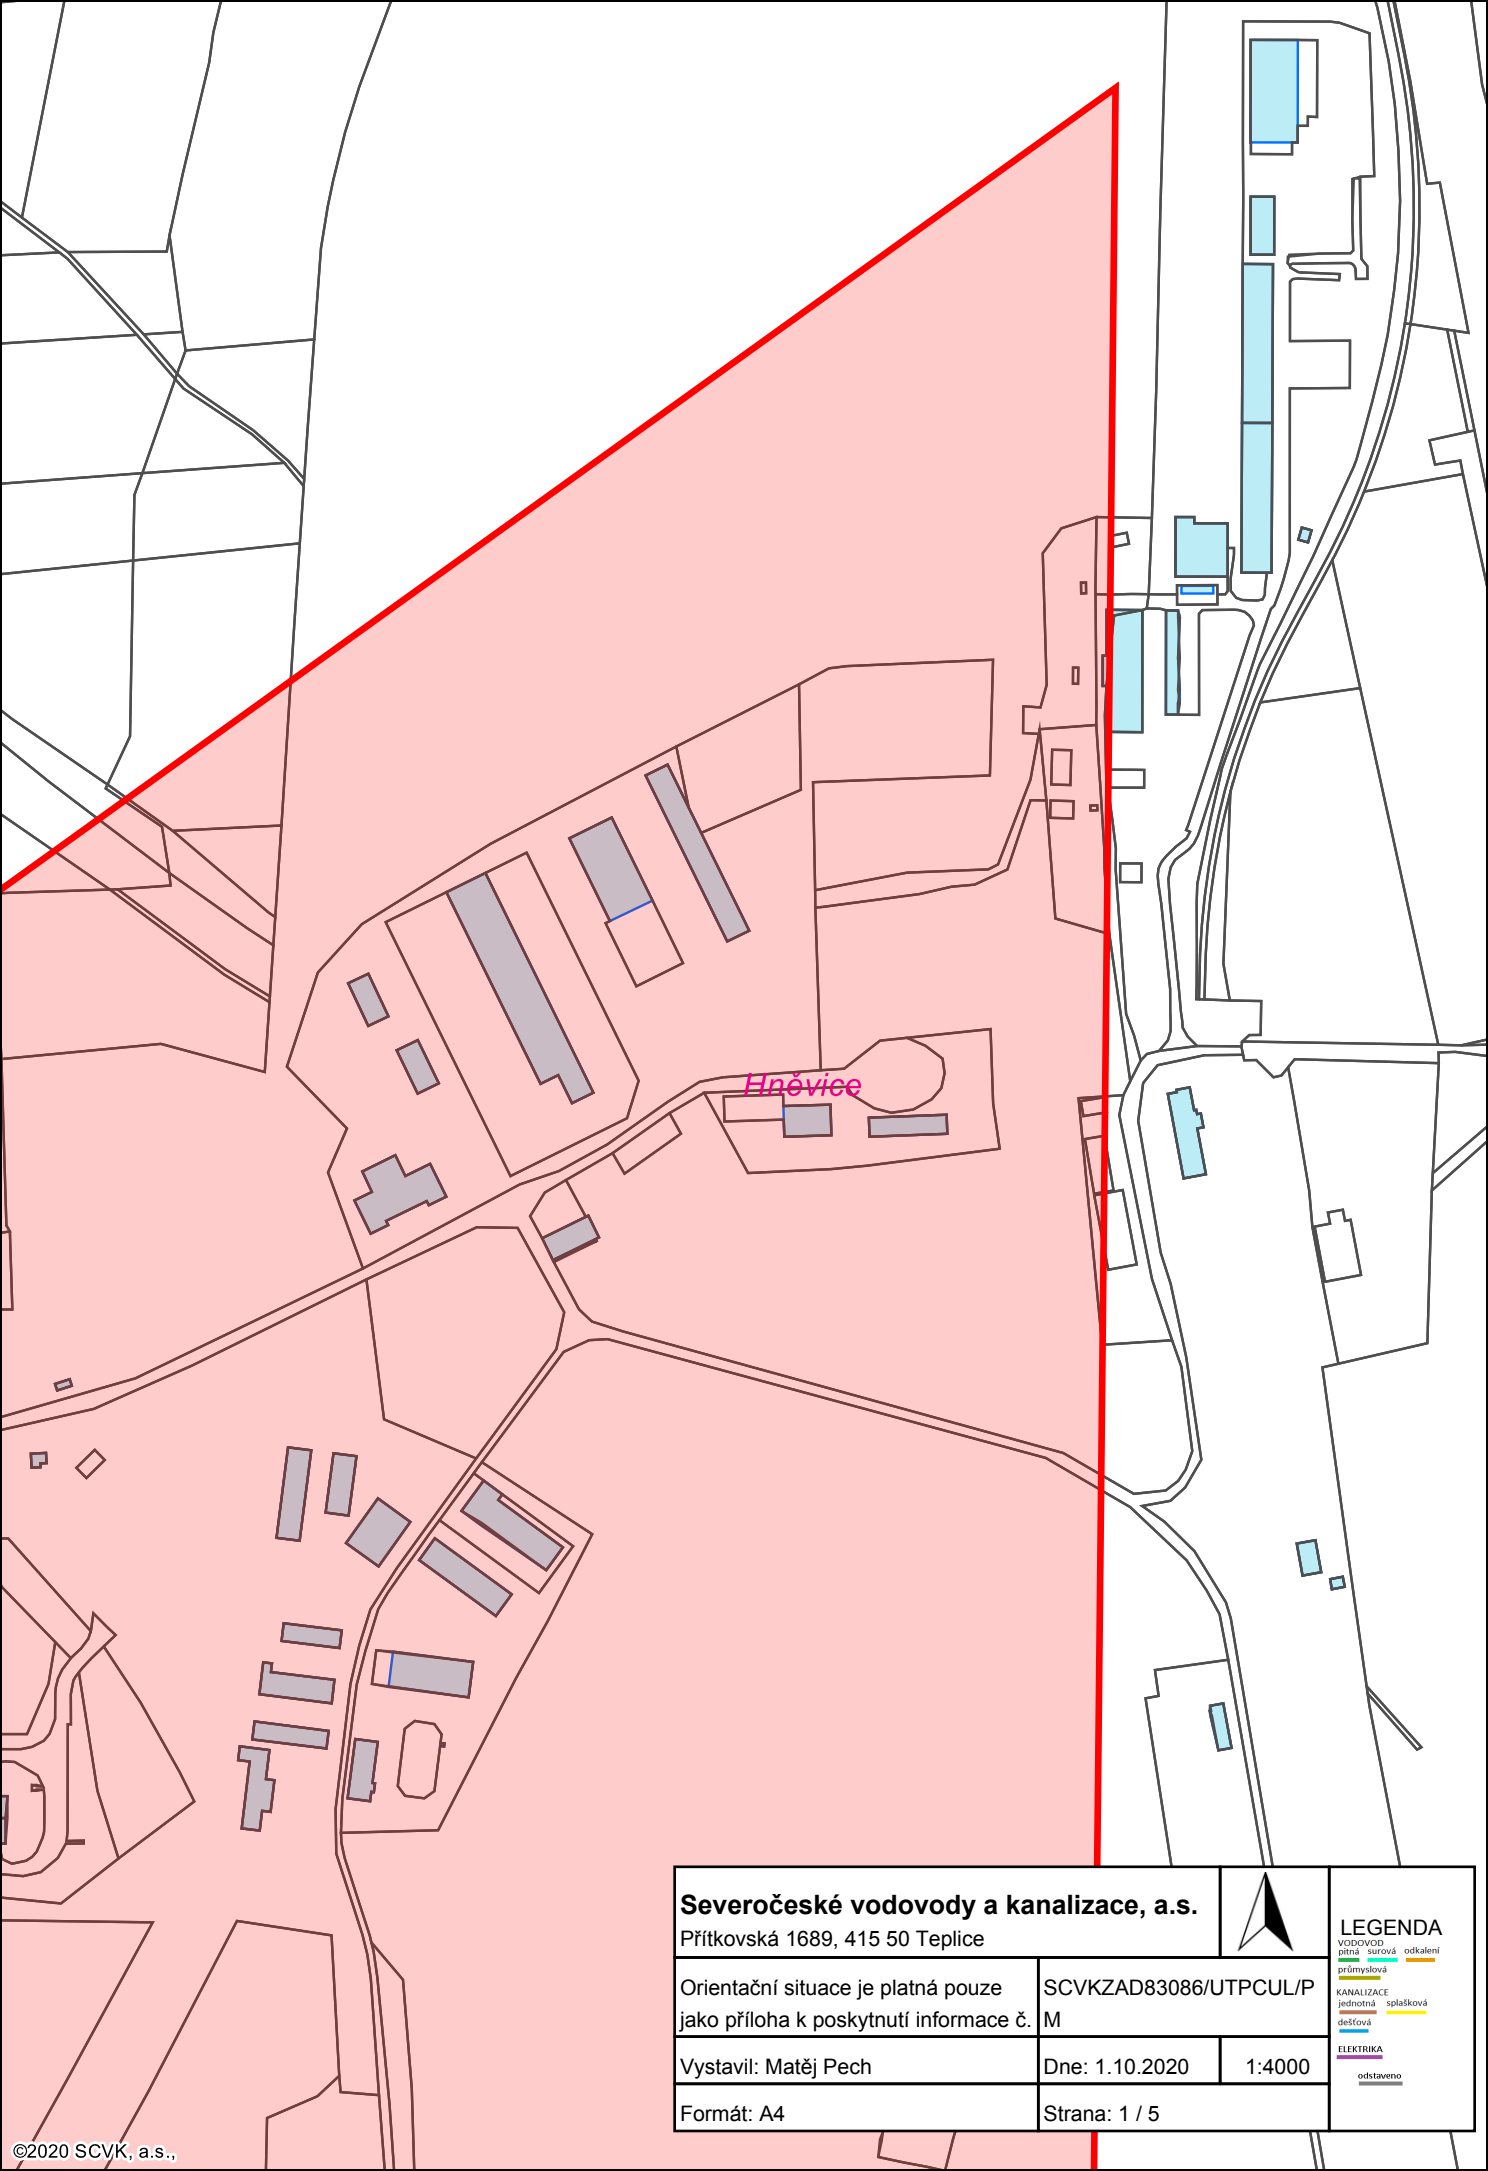 Hněvice
Severočeské vodovody a kanalizace, a.s.
Přítkovská 1689, 415 50 Teplice
Orientační situace je platná pouze
jako příloha k poskytnutí informace č.
SCVKZAD83086/UTPCUL/P
M
Vystavil: Matěj Pech
Dne: 1.10.2020
1:4000
Formát: A4
Strana: 1 / 5
LEGENDA
VODOVOD
pitná surová odkalení
průmyslová
KANALIZACE
jednotná splašková
dešťová
ELEKTRIKA
odstaveno
©2020 SCVK, a.s.,